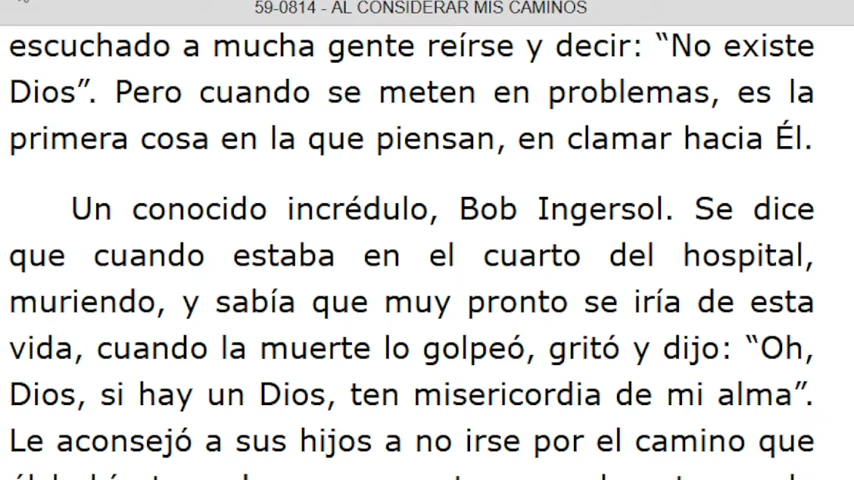 59-0814 - AL CONSIDERAR MIS CAMINOS
escuchado a mucha gente reírse y decir: “No existe
Dios”. Pero cuando se meten en problemas, es la
primera cosa en la que piensan, en clamar hacia Él.
Un conocido incrédulo, Bob Ingersol. Se dice
que cuando estaba en el cuarto del hospital,
muriendo, y sabía que muy pronto se iría de esta
vida, cuando la muerte lo golpeó, gritó y dijo: “Oh,
Dios, si hay un Dios, ten misericordia de mi alma”.
Le aconsejó a sus hijos a no irse por el camino que